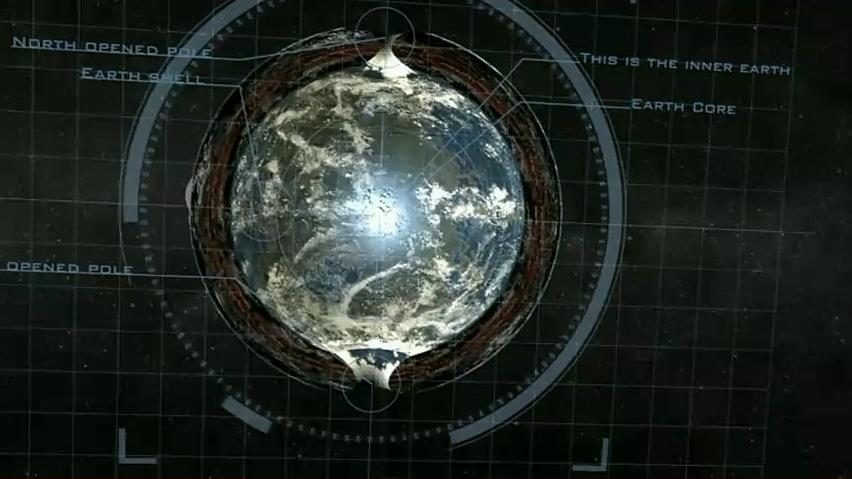 North opened pole
Earth shell
This is the inner earth
Earth Core
opened pole